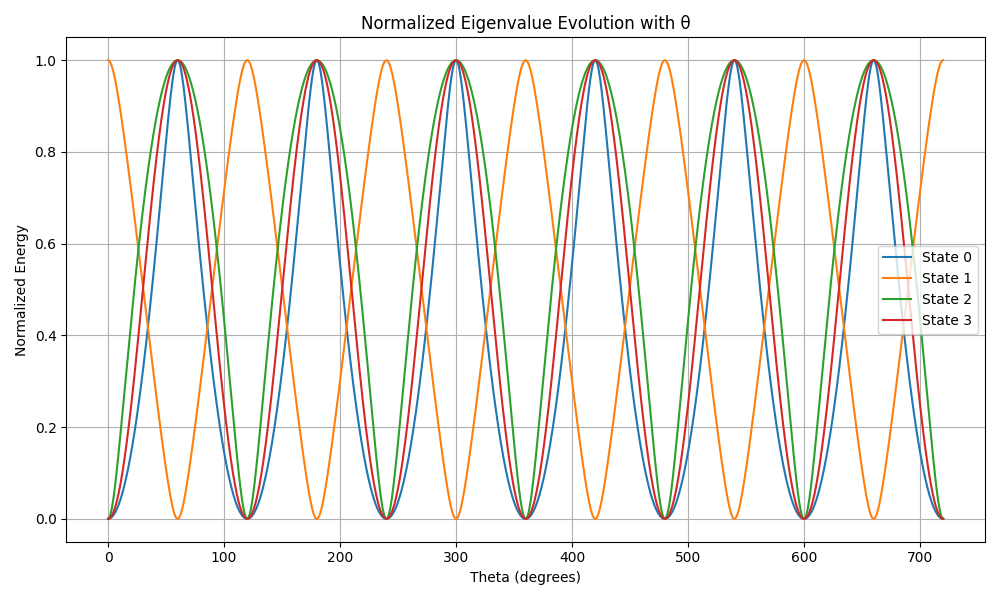 Normalized Eigenvalue Evolution with θ
Normalized Energy
1.0
0.8
0.6
0.4
0.2
0.0
State 0
State 1
State 2
State 3
0 100 200 300 400 500 600 700
Theta (degrees)